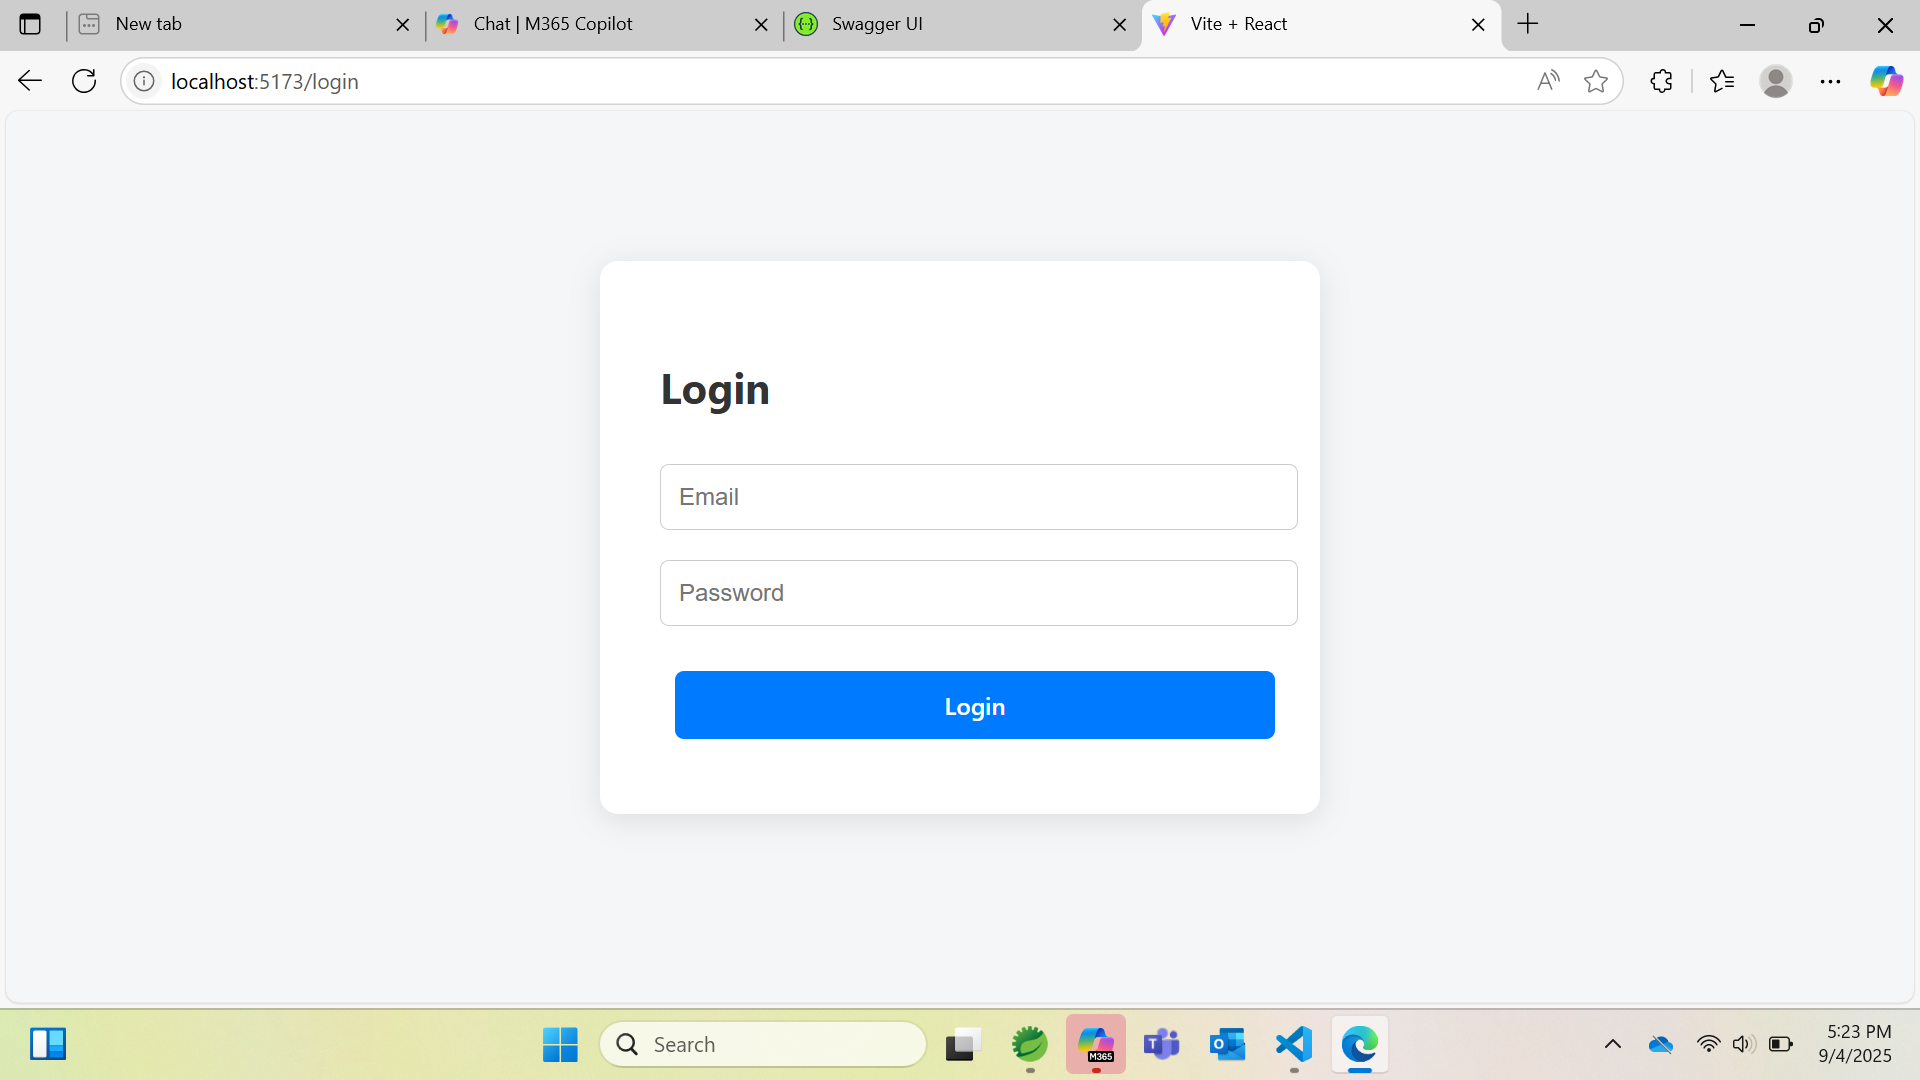 New tab
Chat | M365 Copilot
Swagger UI
Vite + React
localhost:5173/login
Login
Email
Password
Login
Search
M365
5:23 PM
9/4/2025